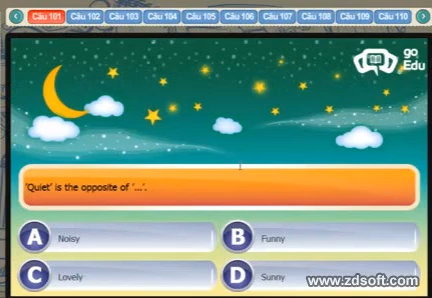 Câu 101 Câu 102 Câu 103 Câu 104 Câu 105 Câu 106 Câu 107 Câu 108 Câu 109 Câu 110
go
Edu
'Quiet' is the opposite of '...'.
A Noisy
B Funny
C Lovely
D Sunny
www.zdsoft.com